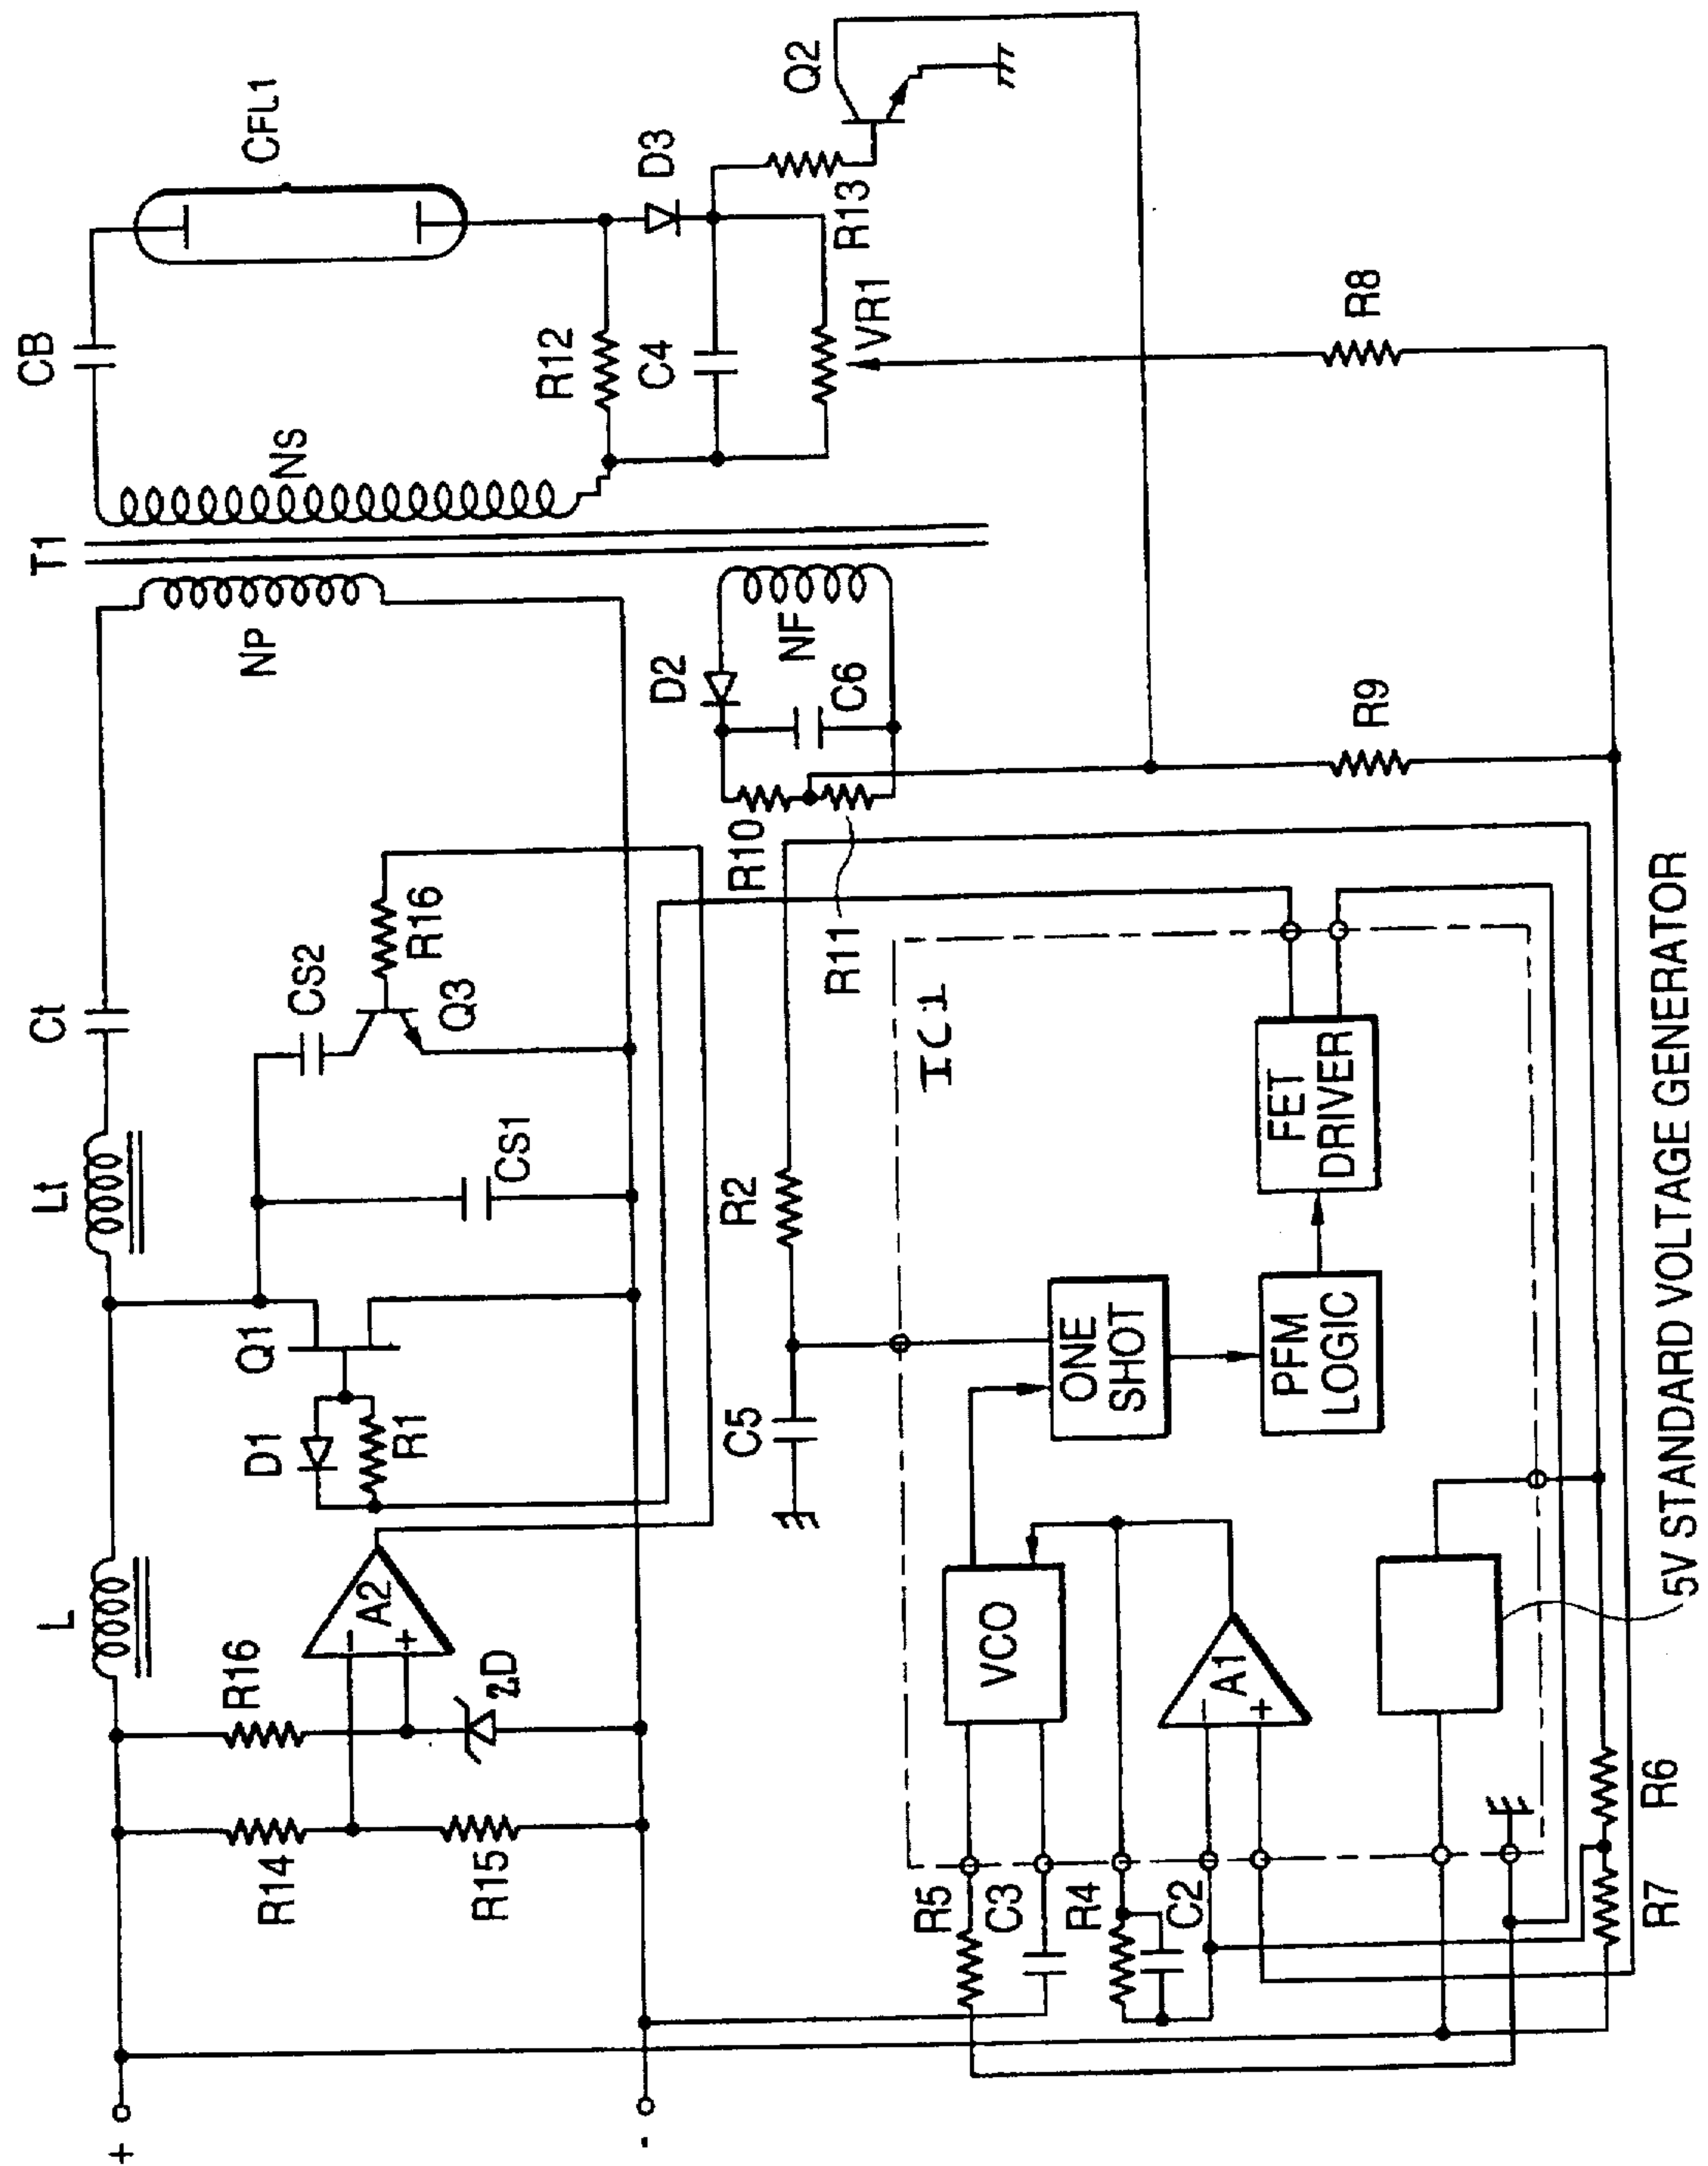 +
-
L
Lt
Ct
T1
CB
CFL1
R14
R16
R15
ZD
A2
-
+
D1
Q1
R1
CS1
CS2
Q3
R16
NP
NS
R12
C4
D3
VR1
R13
Q2
D2
NF
C6
R10
R11
R2
C5
IC1
R5
C3
R4
C2
VCO
A1
-
+
ONE
SHOT
PFM
LOGIC
FET
DRIVER
R9
R8
R7
R6
5V STANDARD VOLTAGE GENERATOR